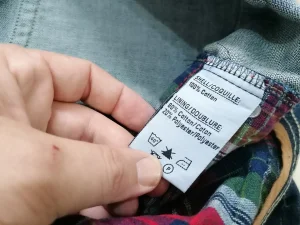 SHELL/COQUILLE:
100% Cotton
LINING/DOUBLURE
80% Cotton/Coton
20% Polyester/Polyester